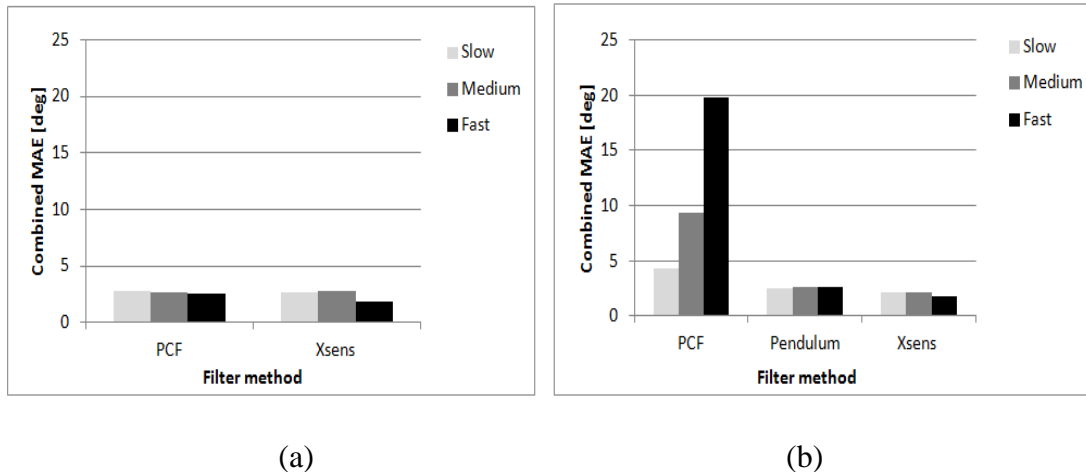 Combined MAE [deg]
25
20
15
10
5
0
PCF
Xsens
Filter method
Slow
Medium
Fast
(a)
Combined MAE [deg]
25
20
15
10
5
0
PCF
Pendulum
Xsens
Filter method
Slow
Medium
Fast
(b)